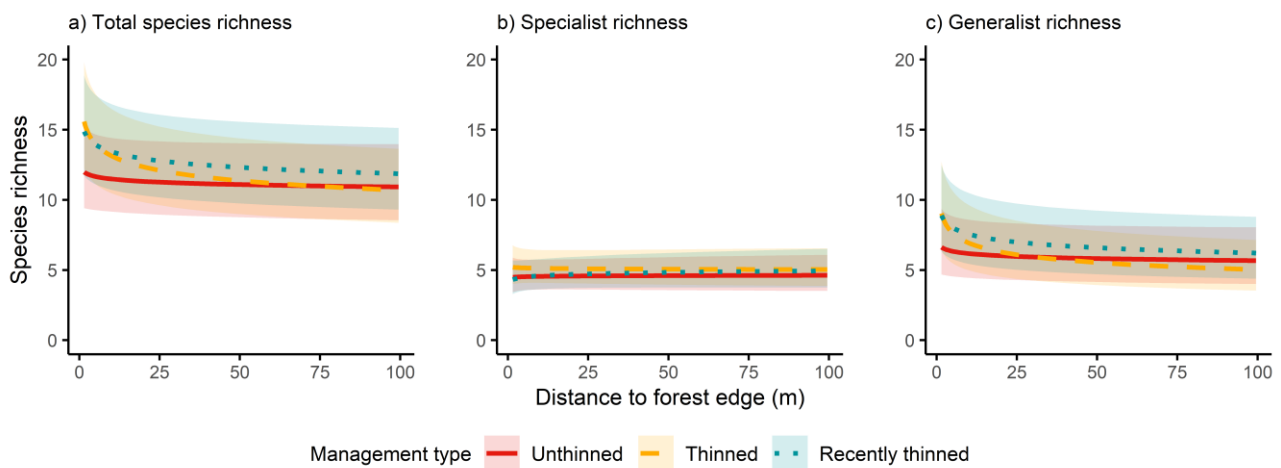 a) Total species richness
b) Specialist richness
c) Generalist richness
Species richness
20
15
10
5
0
0 25 50 75 100
20
15
10
5
0
0 25 50 75 100
20
15
10
5
0
0 25 50 75 100
Distance to forest edge (m)
Management type Unthinned Thinned Recently thinned